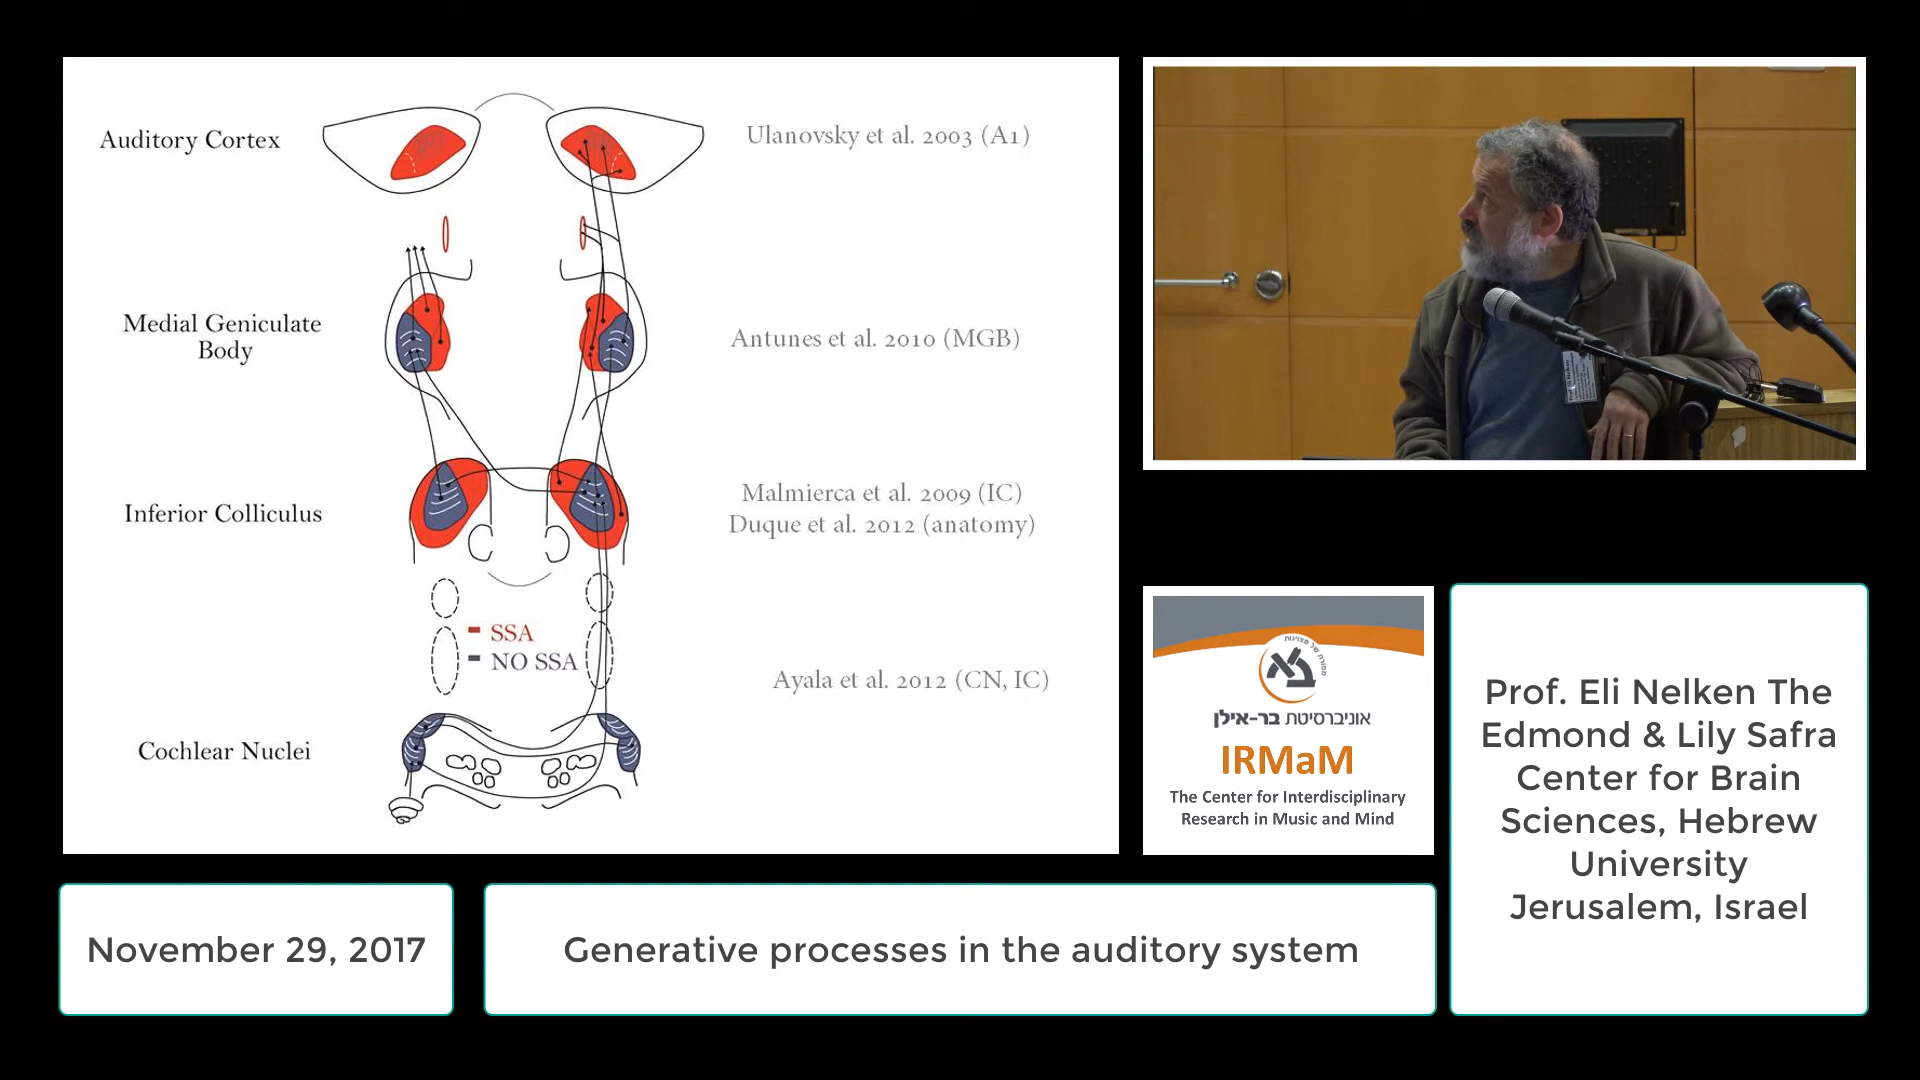 Auditory Cortex
Ulanovsky et al. 2003 (A1)
Medial Geniculate
Body
Antunes et al. 2010 (MGB)
Inferior Colliculus
Malmierca et al. 2009 (IC)
Duque et al. 2012 (anatomy)
SSA
NO SSA
Ayala et al. 2012 (CN, IC)
Cochlear Nuclei
אוניברסיטת בר-אילן
IRMaM
The Center for Interdisciplinary
Research in Music and Mind
Prof. Eli Nelken The
Edmond & Lily Safra
Center for Brain
Sciences, Hebrew
University
Jerusalem, Israel
November 29, 2017
Generative processes in the auditory system